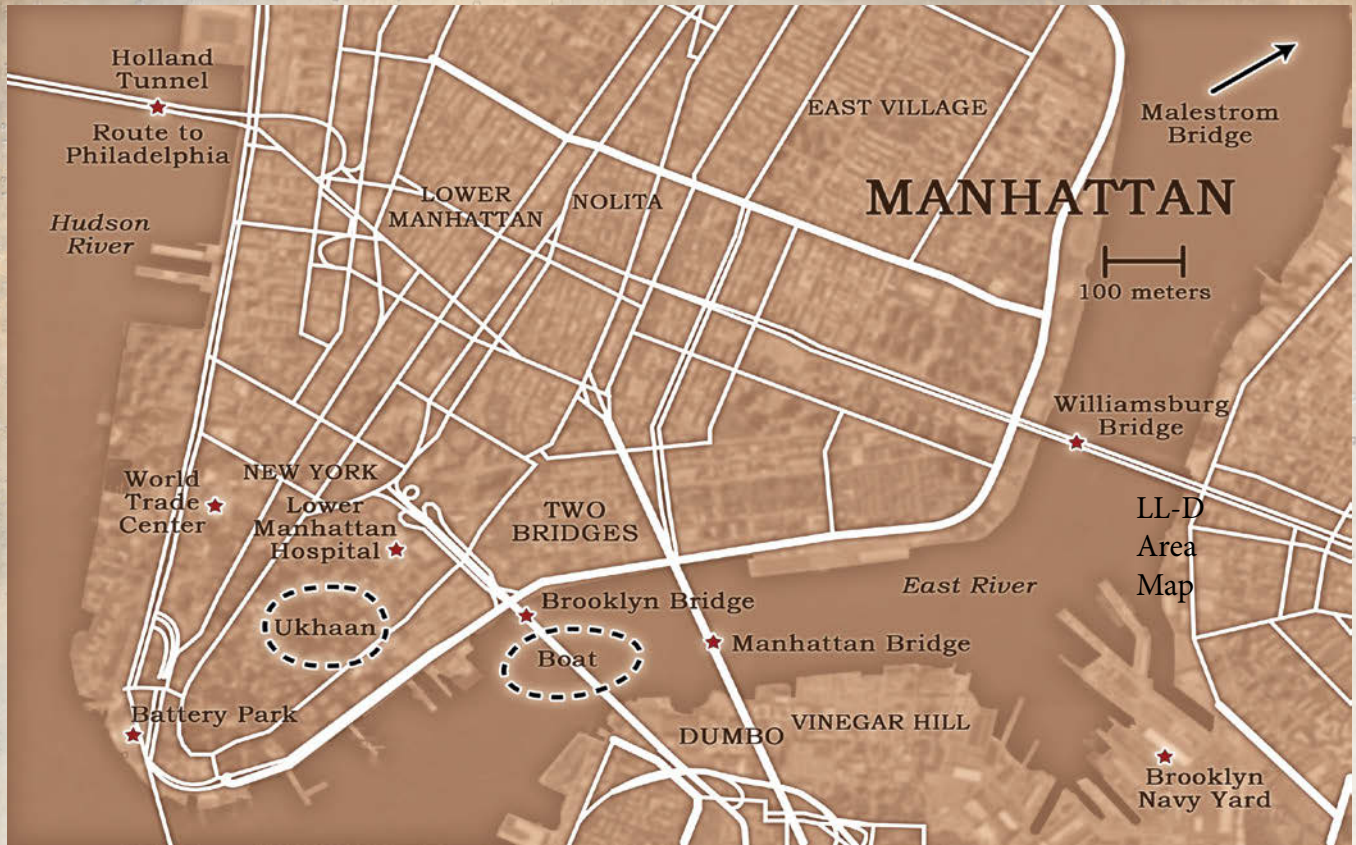 Holland
Tunnel
Route to
Philadelphia
Hudson
River
LOWER
MANHATTAN
NOLITA
EAST VILLAGE
Malestrom
Bridge
MANHATTAN
100 meters
Williamsburg
Bridge
World
Trade
Center
NEW YORK
Lower
Manhattan
Hospital
TWO
BRIDGES
LL-D
Area
Map
East River
Ukhaan
Brooklyn Bridge
Boat
Manhattan Bridge
Battery Park
DUMBO
VINEGAR HILL
Brooklyn
Navy Yard